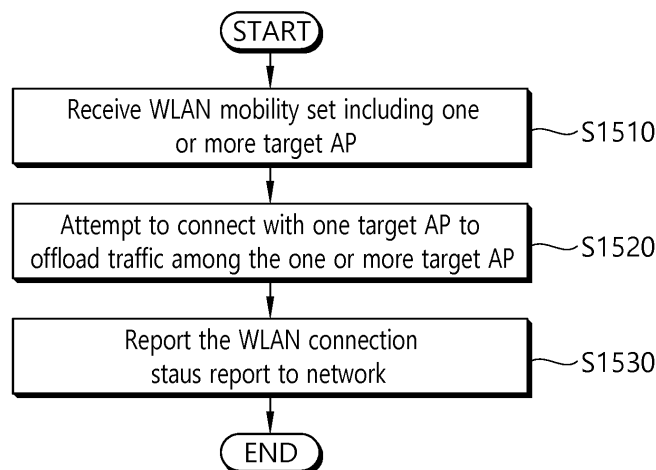 START
Receive WLAN mobility set including one
or more target AP
S1510
Attempt to connect with one target AP to
offload traffic among the one or more target AP
S1520
Report the WLAN connection
staus report to network
S1530
END